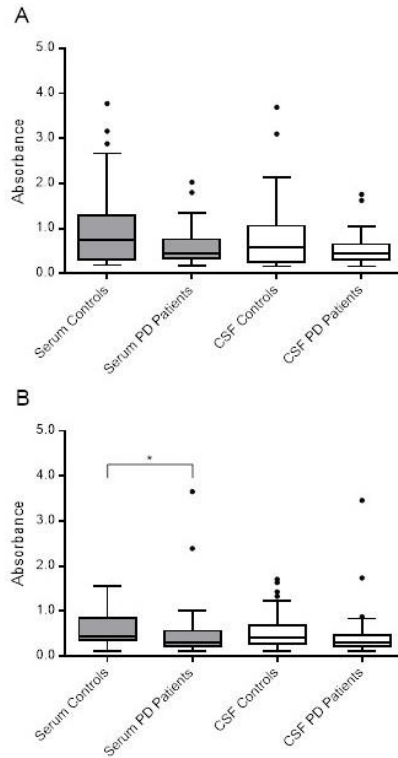 A
5.0
4.0
3.0
2.0
1.0
0.0
Absorbance
Serum Controls
Serum PD Patients
CSF Controls
CSF PD Patients
B
5.0
4.0
3.0
2.0
1.0
0.0
Absorbance
*
Serum Controls
Serum PD Patients
CSF Controls
CSF PD Patients